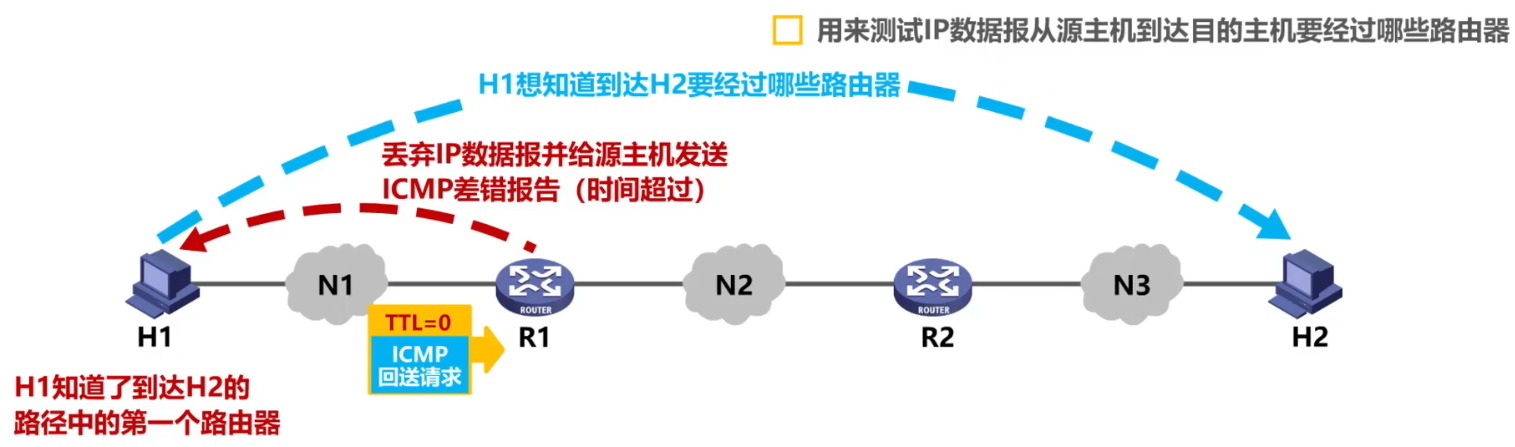 用来测试IP数据报从源主机到达目的主机要经过哪些路由器
H1想知道到达H2要经过哪些路由器
丢弃IP数据报并给源主机发送
ICMP差错报告（时间超过）
N1
N2
N3
ROUTER
ROUTER
H1
TTL=0
ICMP
回送请求
R1
R2
H2
H1知道了到达H2的
路径中的第一个路由器